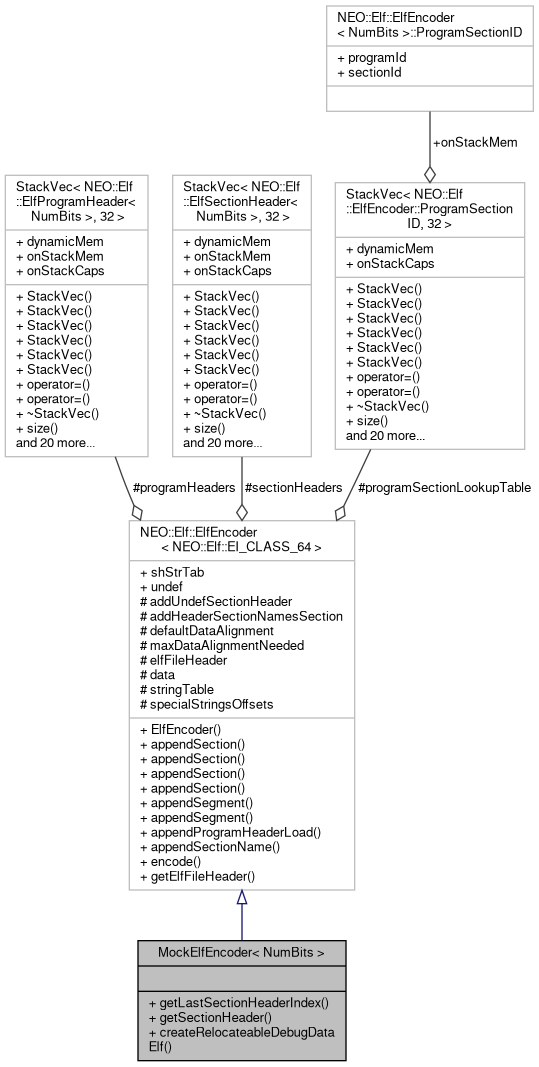 NEO::Elf::ElfEncoder
< NumBits >::ProgramSectionID
+ programId
+ sectionId
+onStackMem
StackVec< NEO::Elf
::ElfProgramHeader<
NumBits >, 32 >
+ dynamicMem
+ onStackMem
+ onStackCaps
+ StackVec()
+ StackVec()
+ StackVec()
+ StackVec()
+ StackVec()
+ StackVec()
+ operator=()
+ operator=()
+ ~StackVec()
+ size()
and 20 more...
StackVec< NEO::Elf
::ElfSectionHeader<
NumBits >, 32 >
+ dynamicMem
+ onStackMem
+ onStackCaps
+ StackVec()
+ StackVec()
+ StackVec()
+ StackVec()
+ StackVec()
+ StackVec()
+ operator=()
+ operator=()
+ ~StackVec()
+ size()
and 20 more...
StackVec< NEO::Elf
::ElfEncoder::ProgramSection
ID, 32 >
+ dynamicMem
+ onStackCaps
+ StackVec()
+ StackVec()
+ StackVec()
+ StackVec()
+ StackVec()
+ StackVec()
+ operator=()
+ operator=()
+ ~StackVec()
+ size()
and 20 more...
#programHeaders
#sectionHeaders
#programSectionLookupTable
NEO::Elf::ElfEncoder
< NEO::Elf::EI_CLASS_64 >
+ shStrTab
+ undef
# addUndefSectionHeader
# addHeaderSectionNamesSection
# defaultDataAlignment
# maxDataAlignmentNeeded
# elfFileHeader
# data
# stringTable
# specialStringsOffsets
+ ElfEncoder()
+ appendSection()
+ appendSection()
+ appendSection()
+ appendSection()
+ appendSegment()
+ appendSegment()
+ appendProgramHeaderLoad()
+ appendSectionName()
+ encode()
+ getElfFileHeader()
MockElfEncoder< NumBits >
+ getLastSectionHeaderIndex()
+ getSectionHeader()
+ createRelocateableDebugData
Elf()